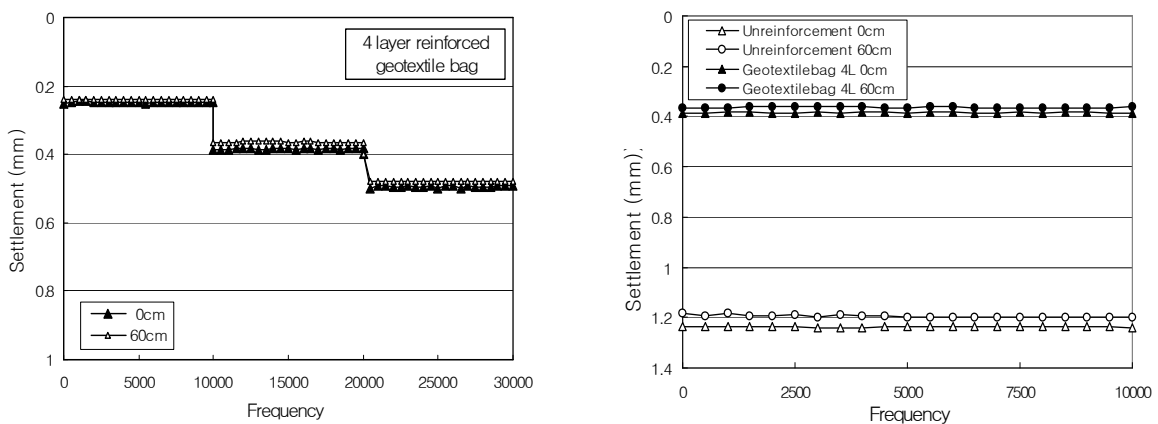 4 layer reinforced
geotextile bag
0
0.2
0.4
0.6
0.8
1
Settlement (mm)
0cm
60cm
0 5000 10000 15000 20000 25000 30000
Frequency
Unreinforcement 0cm
Unreinforcement 60cm
Geotextilebag 4L 0cm
Geotextilebag 4L 60cm
0
0.2
0.4
0.6
0.8
1
1.2
1.4
Settlement (mm)
0 2500 5000 7500 10000
Frequency